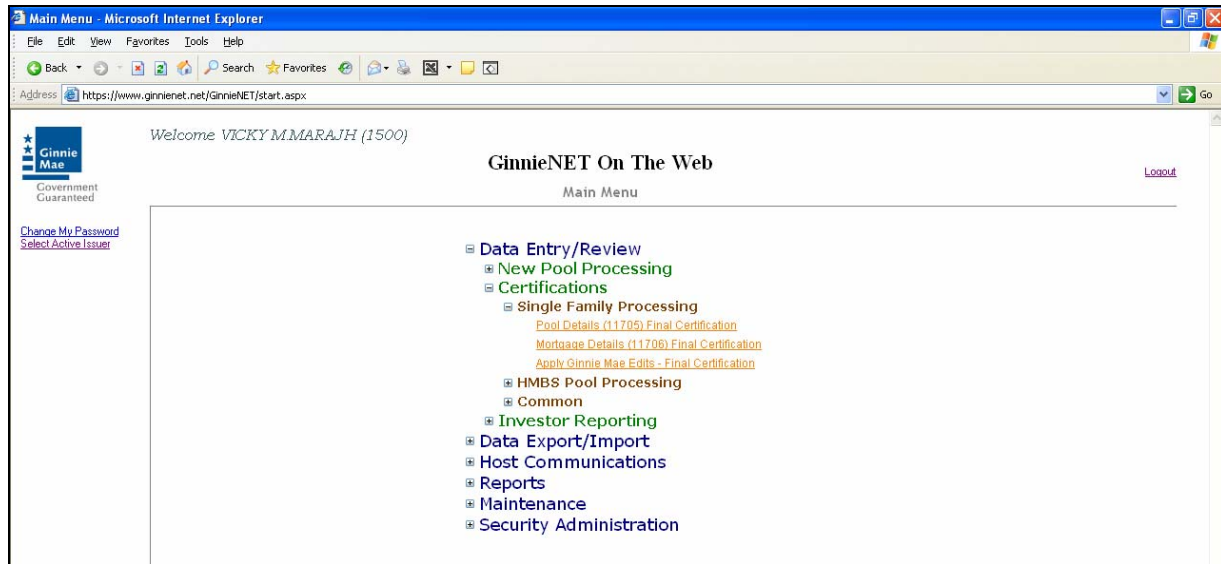 Main Menu - Microsoft Internet Explorer
File Edit View Favorites Tools Help
Back Search Favorites
Address https://www.ginnienet.net/GinnieNET/start.aspx Go
Welcome VICKY M.MARAJH (1500)
Ginnie
Mae
Government
Guaranteed
GinnieNET On The Web
Logout
Main Menu
Change My Password
Select Active Issuer
Data Entry/Review
New Pool Processing
Certifications
Single Family Processing
Pool Details (11705) Final Certification
Mortgage Details (11706) Final Certification
Apply Ginnie Mae Edits - Final Certification
HMBS Pool Processing
Common
Investor Reporting
Data Export/Import
Host Communications
Reports
Maintenance
Security Administration